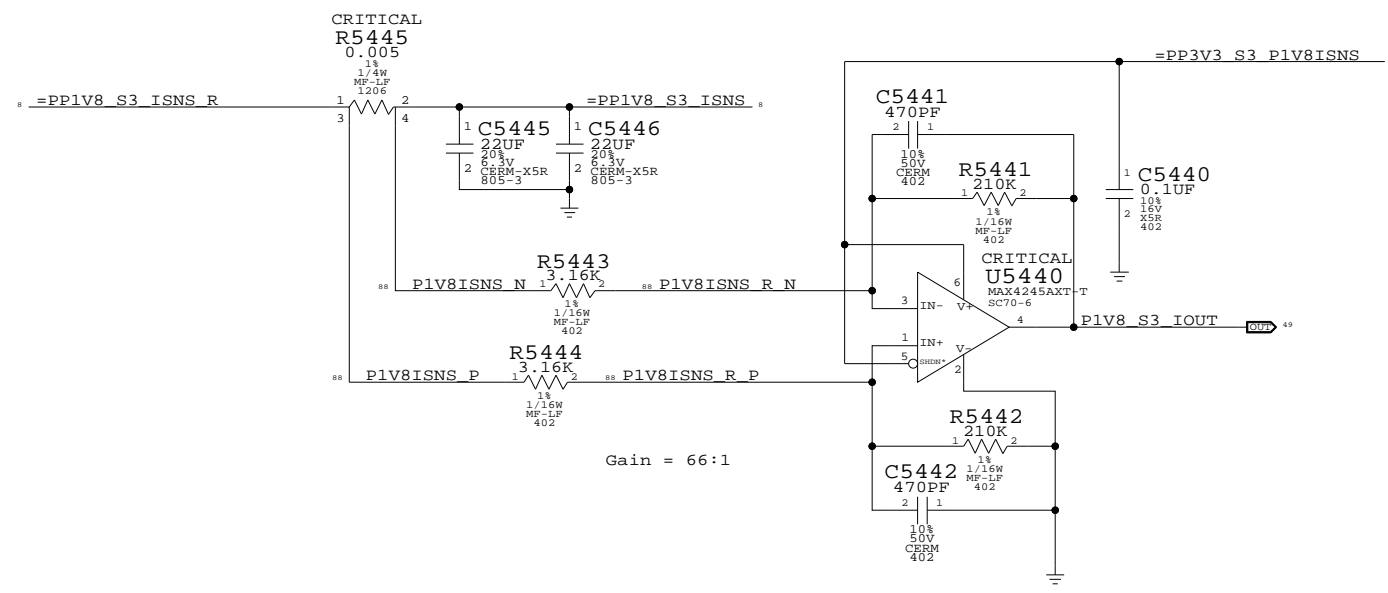 CRITICAL
R5445
0.005
1%
1/4W
MF-LF
1206
8 =PP1V8_S3_ISNS_R
1 2
3 4
=PP1V8_S3_ISNS 8
1 C5445
22UF
20%
6.3V
2 CERM-X5R
805-3
1 C5446
22UF
20%
6.3V
2 CERM-X5R
805-3
=PP3V3_S3_P1V8ISNS
C5441
470PF
2 1
10%
50V
CERM
402
R5441
210K
1 2
1%
1/16W
MF-LF
402
1 C5440
0.1UF
10%
16V
2 X5R
402
R5443
88 P1V8ISNS_N 1 3.16K 2 88 P1V8ISNS_R_N
1%
1/16W
MF-LF
402
CRITICAL
U5440
MAX4245AXT-T
SC70-6
6
3 IN- V+
4 P1V8_S3_IOUT OUT 49
1 IN+
5 SHDN* V-
2
R5444
88 P1V8ISNS_P 1 3.16K 2 88 P1V8ISNS_R_P
1%
1/16W
MF-LF
402
R5442
210K
1 2
1%
1/16W
MF-LF
402
Gain = 66:1
C5442
470PF
2 1
10%
50V
CERM
402